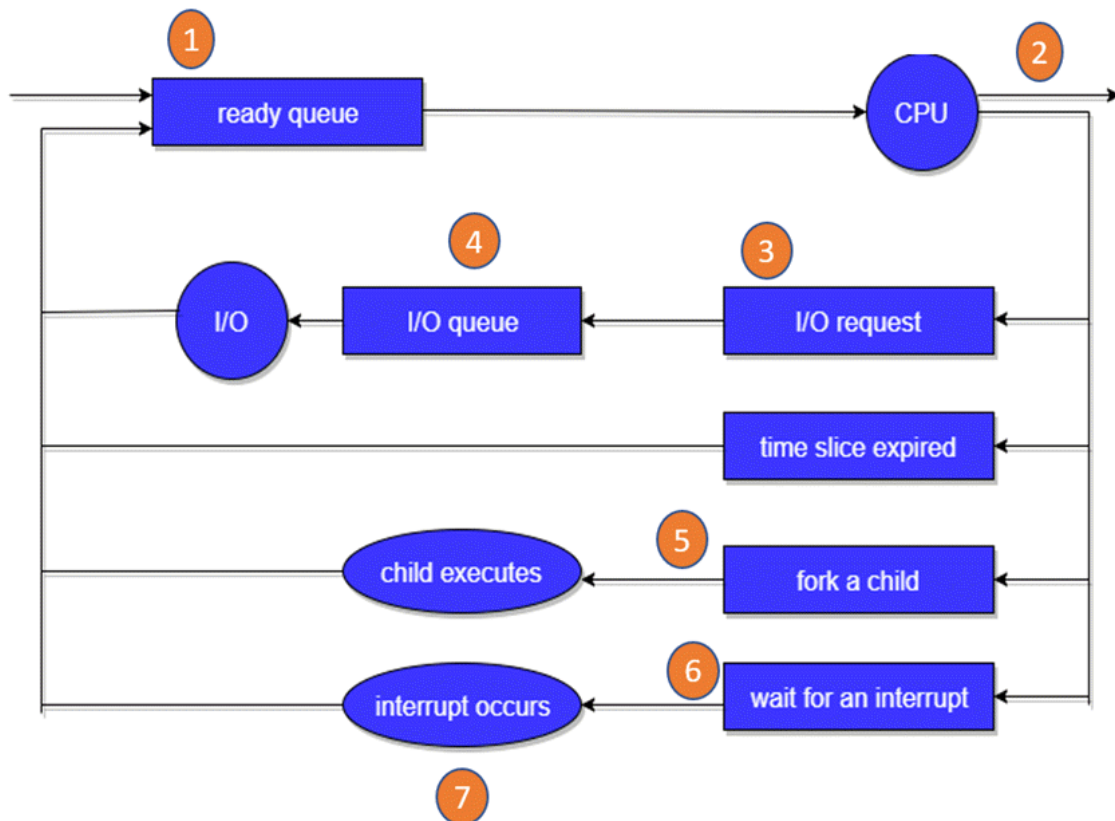 1
2
ready queue
CPU
4
3
I/O
I/O queue
I/O request
time slice expired
5
child executes
fork a child
6
interrupt occurs
wait for an interrupt
7